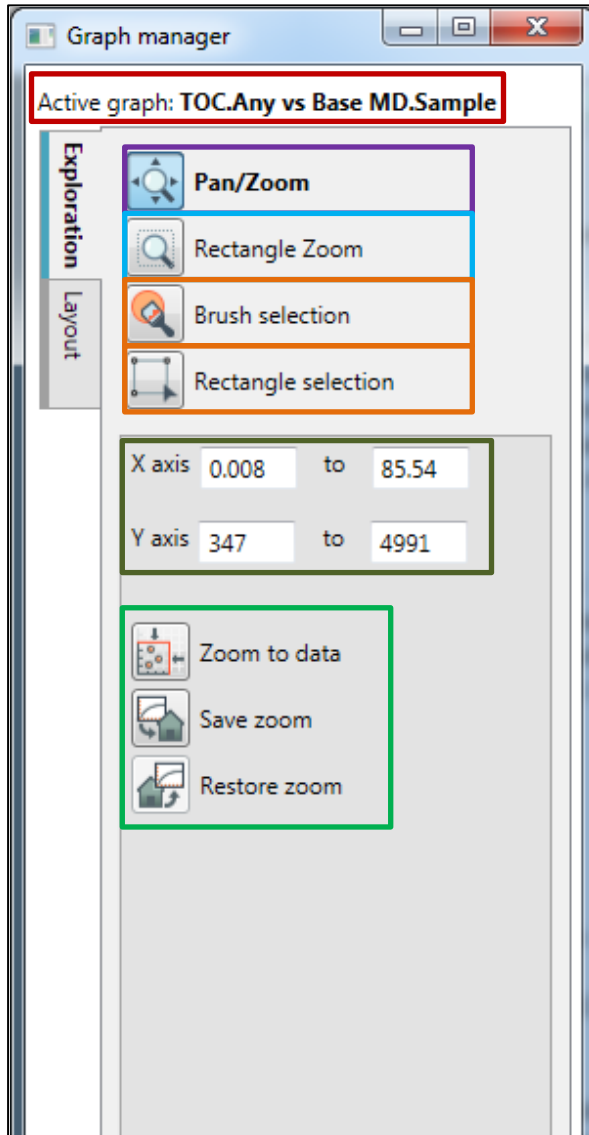 Graph manager
Active graph: TOC.Any vs Base MD.Sample
Exploration
Layout
Pan/Zoom
Rectangle Zoom
Brush selection
Rectangle selection
X axis 0.008 to 85.54
Y axis 347 to 4991
Zoom to data
Save zoom
Restore zoom